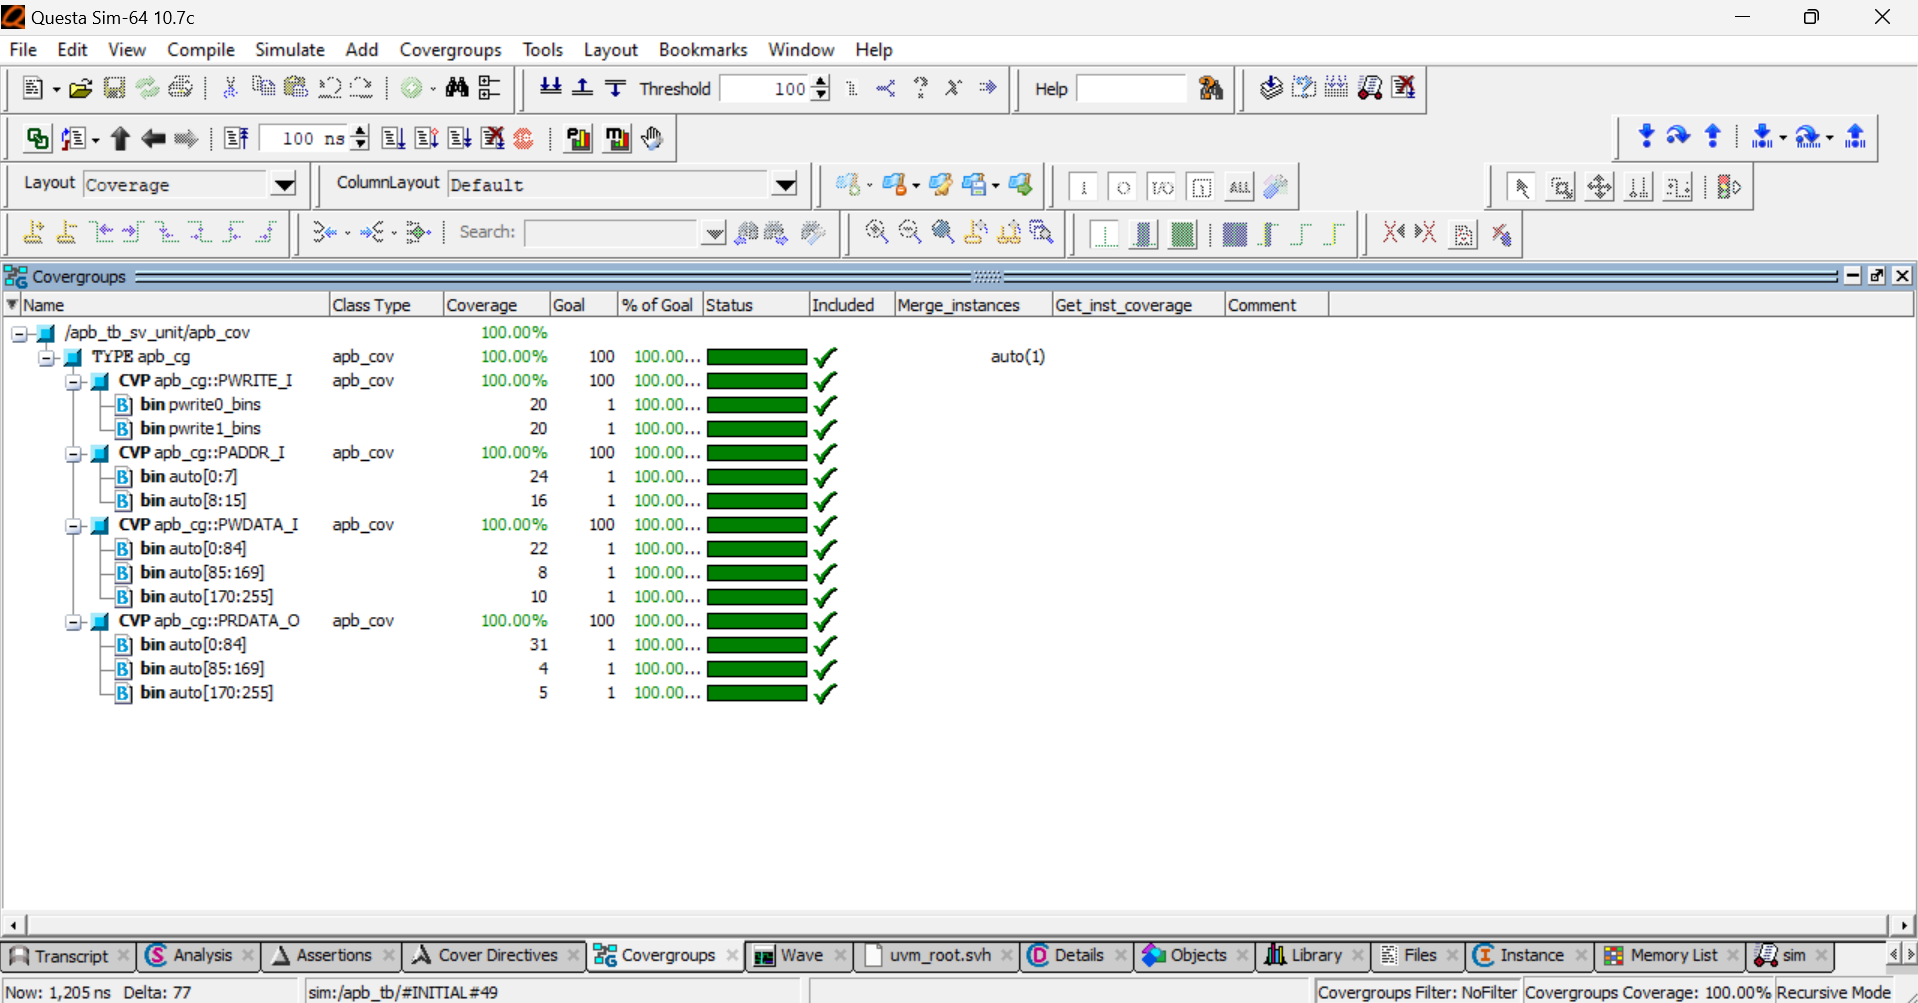 Questa Sim-64 10.7c
File Edit View Compile Simulate Add Covergroups Tools Layout Bookmarks Window Help
Threshold 100 Help
100 ns
Layout Coverage ColumnLayout Default
Search:
Covergroups
Name Class Type Coverage Goal % of Goal Status Included Merge_instances Get_inst_coverage Comment
/apb_tb_sv_unit/apb_cov 100.00%
TYPE apb_cg apb_cov 100.00% 100 100.00... auto(1)
CVP apb_cg::PWRITE_I apb_cov 100.00% 100 100.00...
B] bin pwrite0_bins 20 1 100.00...
B] bin pwrite1_bins 20 1 100.00...
CVP apb_cg::PADDR_I apb_cov 100.00% 100 100.00...
B] bin auto[0:7] 24 1 100.00...
B] bin auto[8:15] 16 1 100.00...
CVP apb_cg::PWDATA_I apb_cov 100.00% 100 100.00...
B] bin auto[0:84] 22 1 100.00...
B] bin auto[85:169] 8 1 100.00...
B] bin auto[170:255] 10 1 100.00...
CVP apb_cg::PRDATA_O apb_cov 100.00% 100 100.00...
B] bin auto[0:84] 31 1 100.00...
B] bin auto[85:169] 4 1 100.00...
B] bin auto[170:255] 5 1 100.00...
Transcript Analysis Assertions Cover Directives Covergroups Wave uvm_root.svh Details Objects Library Files Instance Memory List sim
Now: 1,205 ns Delta: 77 sim:/apb_tb/#INITIAL#49 Covergroups Filter: NoFilter Covergroups Coverage: 100.00% Recursive Mode